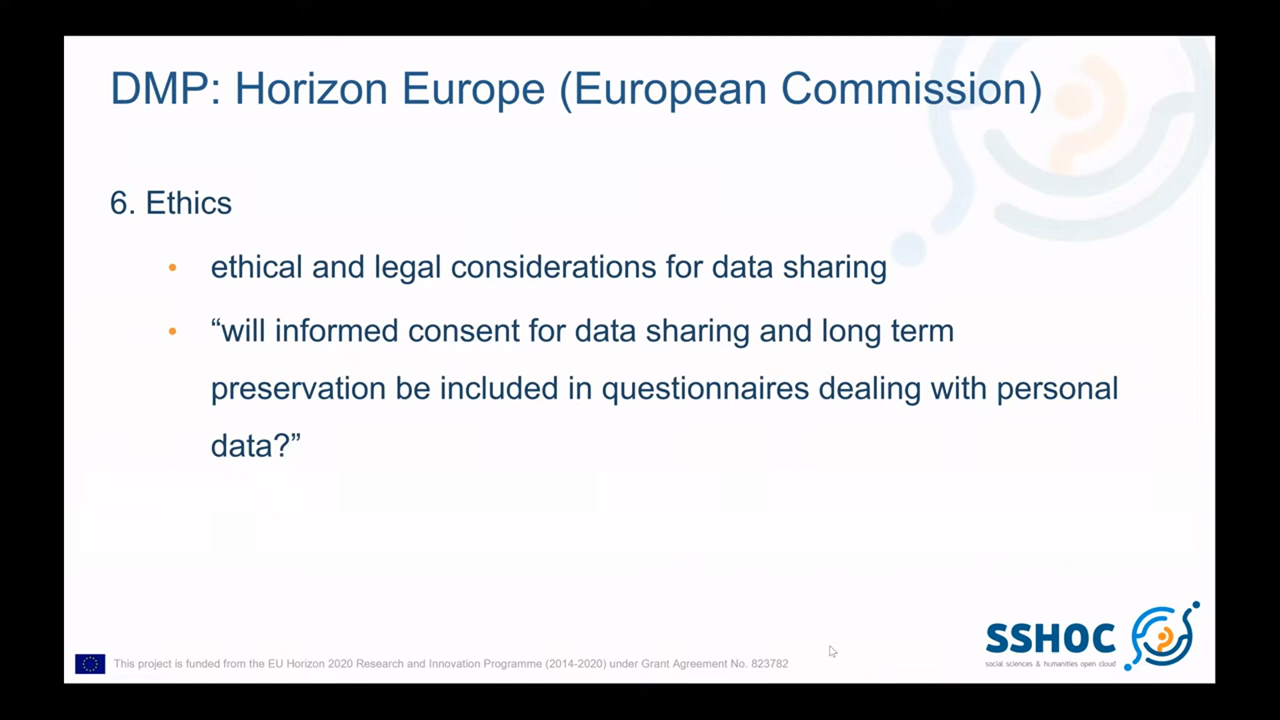 DMP: Horizon Europe (European Commission)
6. Ethics
• ethical and legal considerations for data sharing
• “will informed consent for data sharing and long term
preservation be included in questionnaires dealing with personal
data?”
SSHOC
social sciences & humanities open cloud
This project is funded from the EU Horizon 2020 Research and Innovation Programme (2014-2020) under Grant Agreement No. 823782